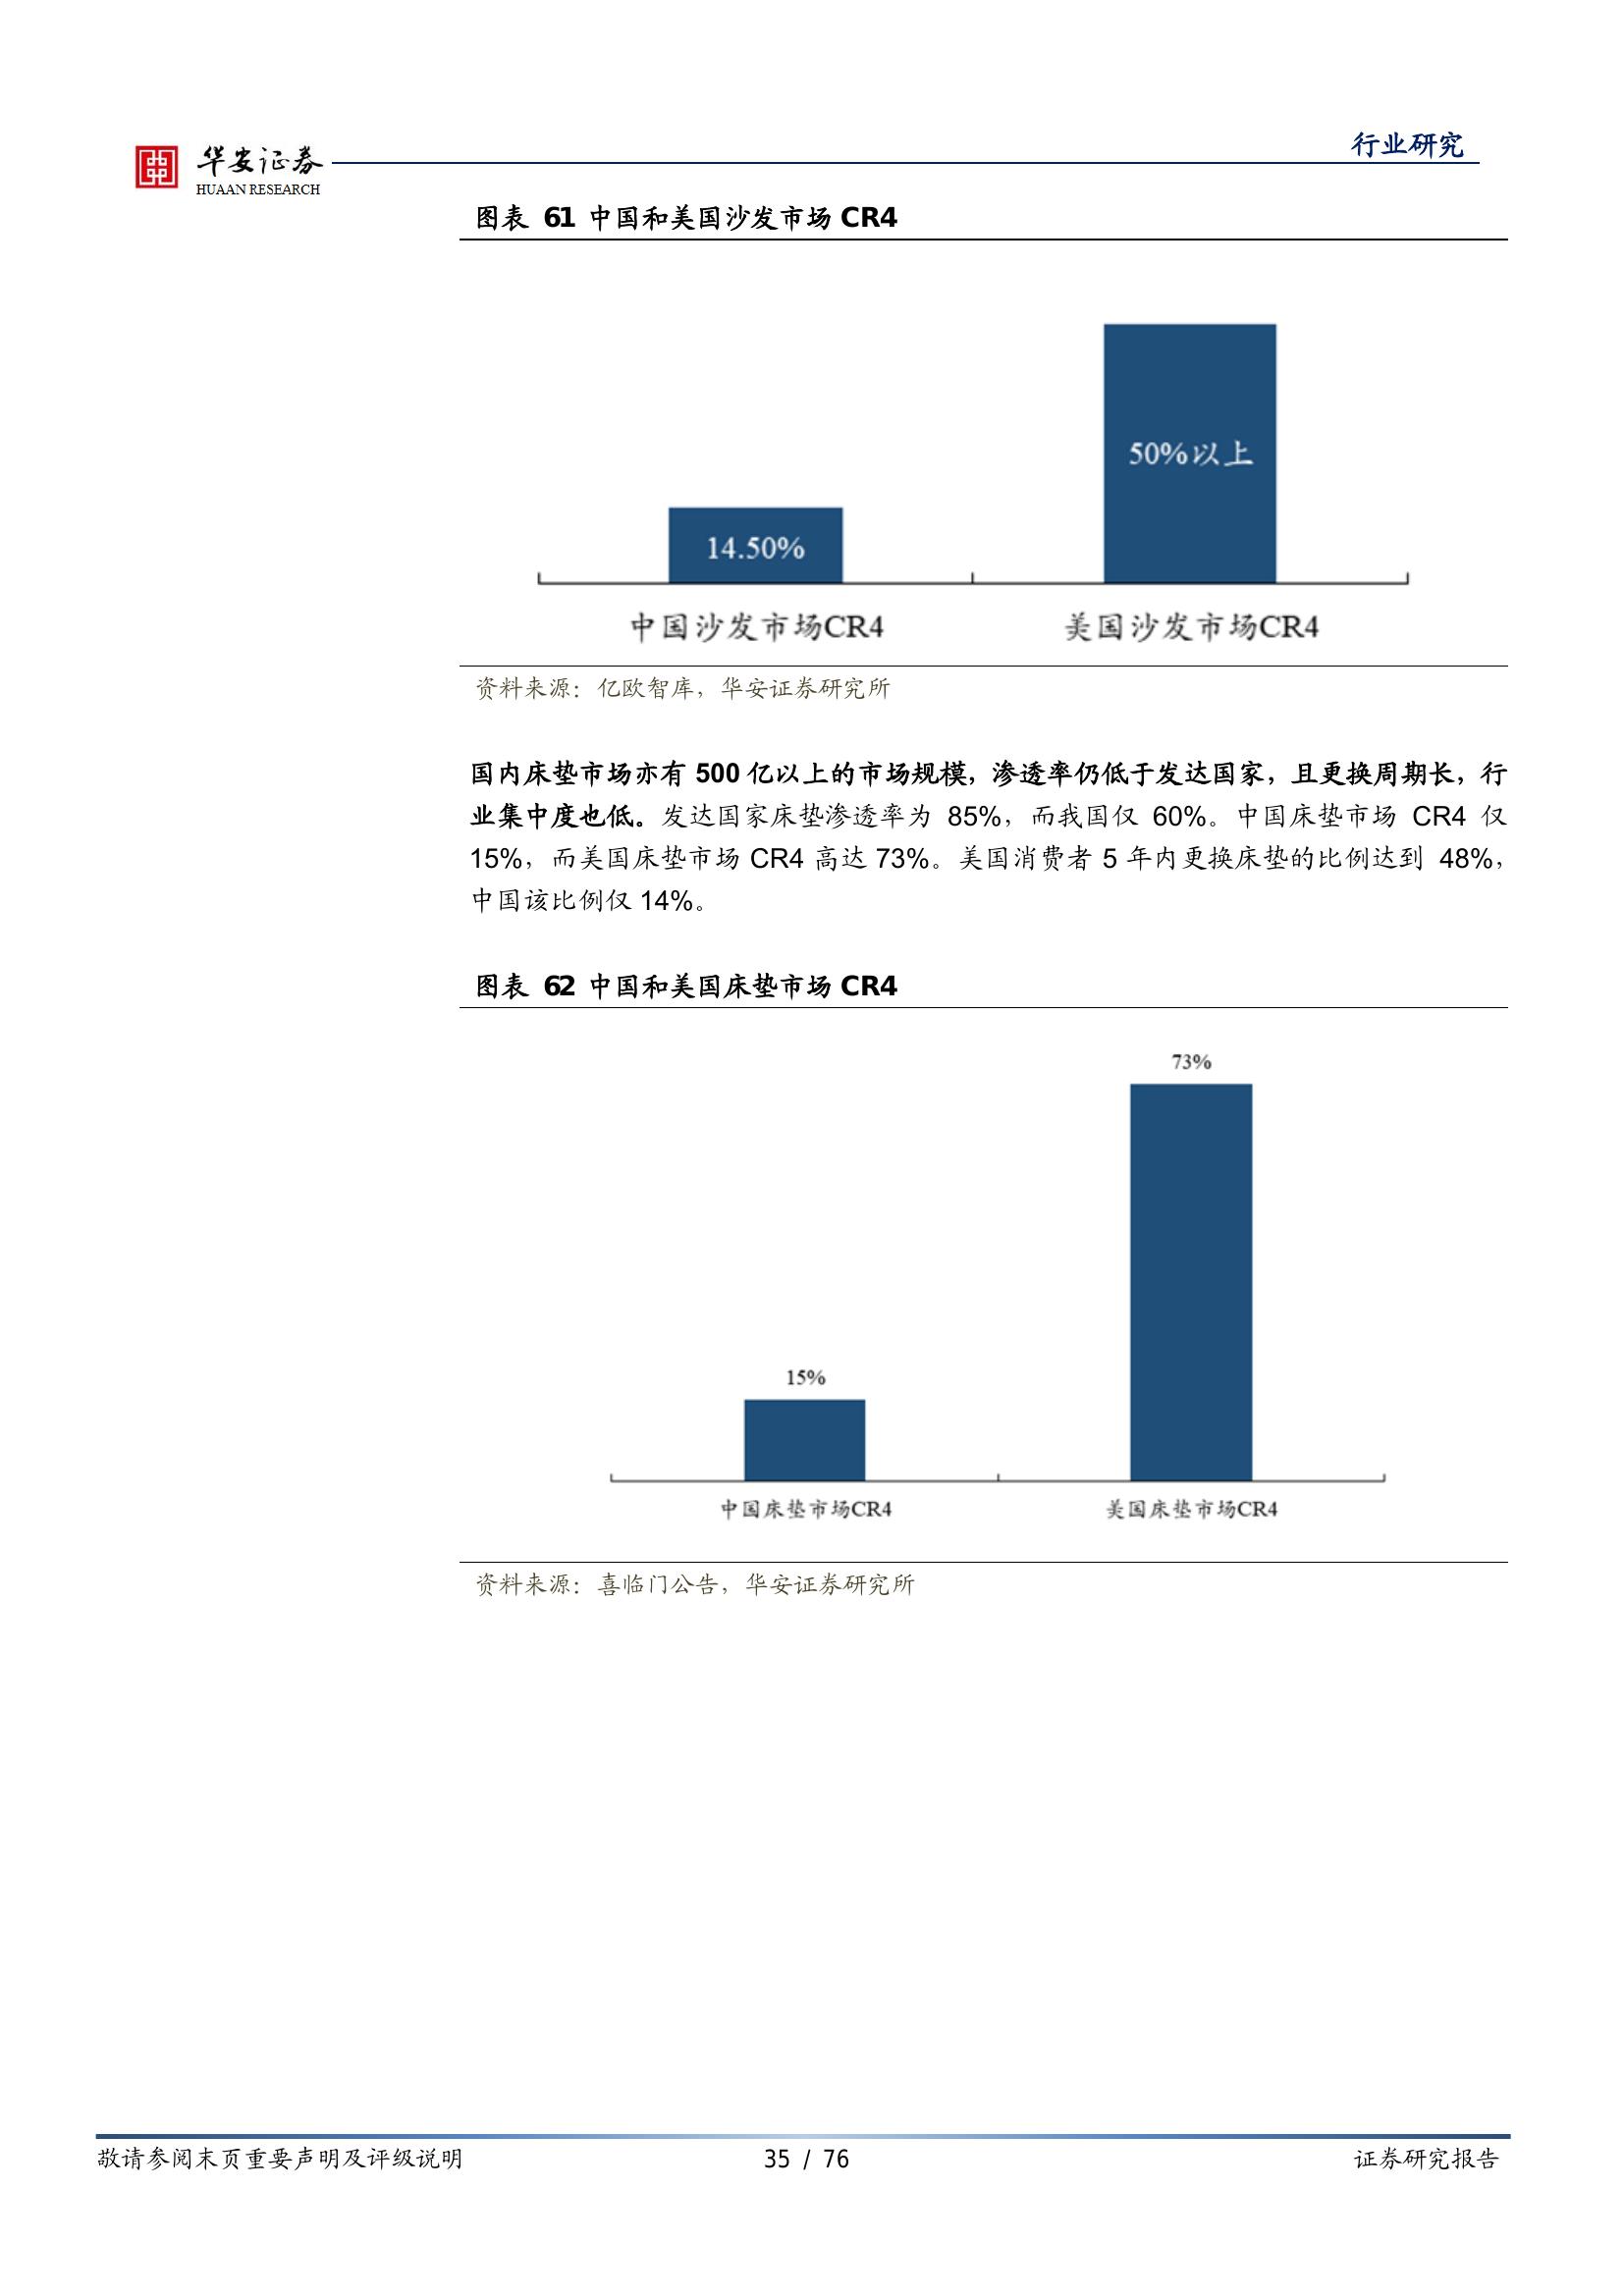 华安证券
HUAAN RESEARCH
行业研究
图表 61 中国和美国沙发市场 CR4
50%以上
14.50%
中国沙发市场CR4 美国沙发市场CR4
资料来源：亿欧智库，华安证券研究所
国内床垫市场亦有 500 亿以上的市场规模，渗透率仍低于发达国家，且更换周期长，行
业集中度也低。发达国家床垫渗透率为 85%，而我国仅 60%。中国床垫市场 CR4 仅
15%，而美国床垫市场 CR4 高达 73%。美国消费者 5 年内更换床垫的比例达到 48%，
中国该比例仅 14%。
图表 62 中国和美国床垫市场 CR4
73%
15%
中国床垫市场CR4 美国床垫市场CR4
资料来源：喜临门公告，华安证券研究所
敬请参阅末页重要声明及评级说明 35 / 76 证券研究报告